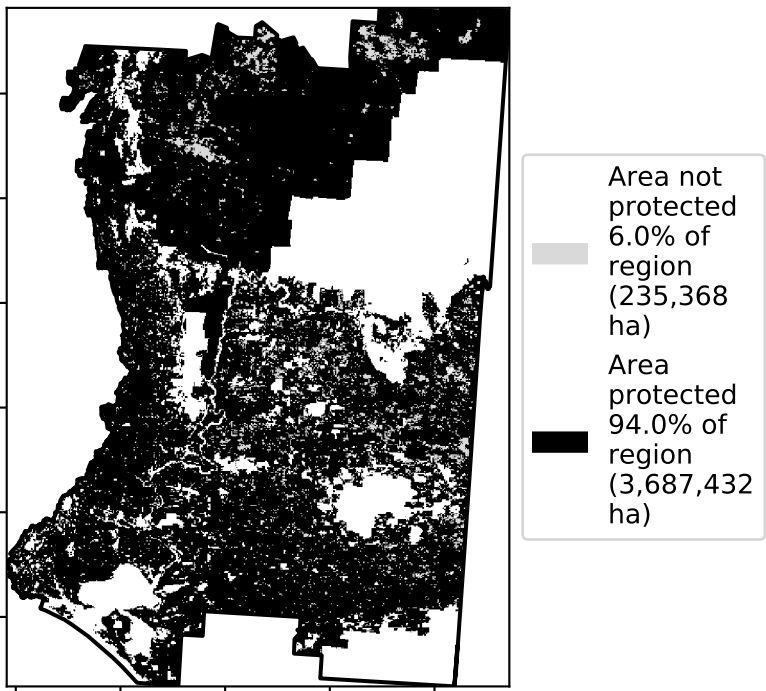 Area not
protected
6.0% of
region
(235,368
ha)
Area
protected
94.0% of
region
(3,687,432
ha)